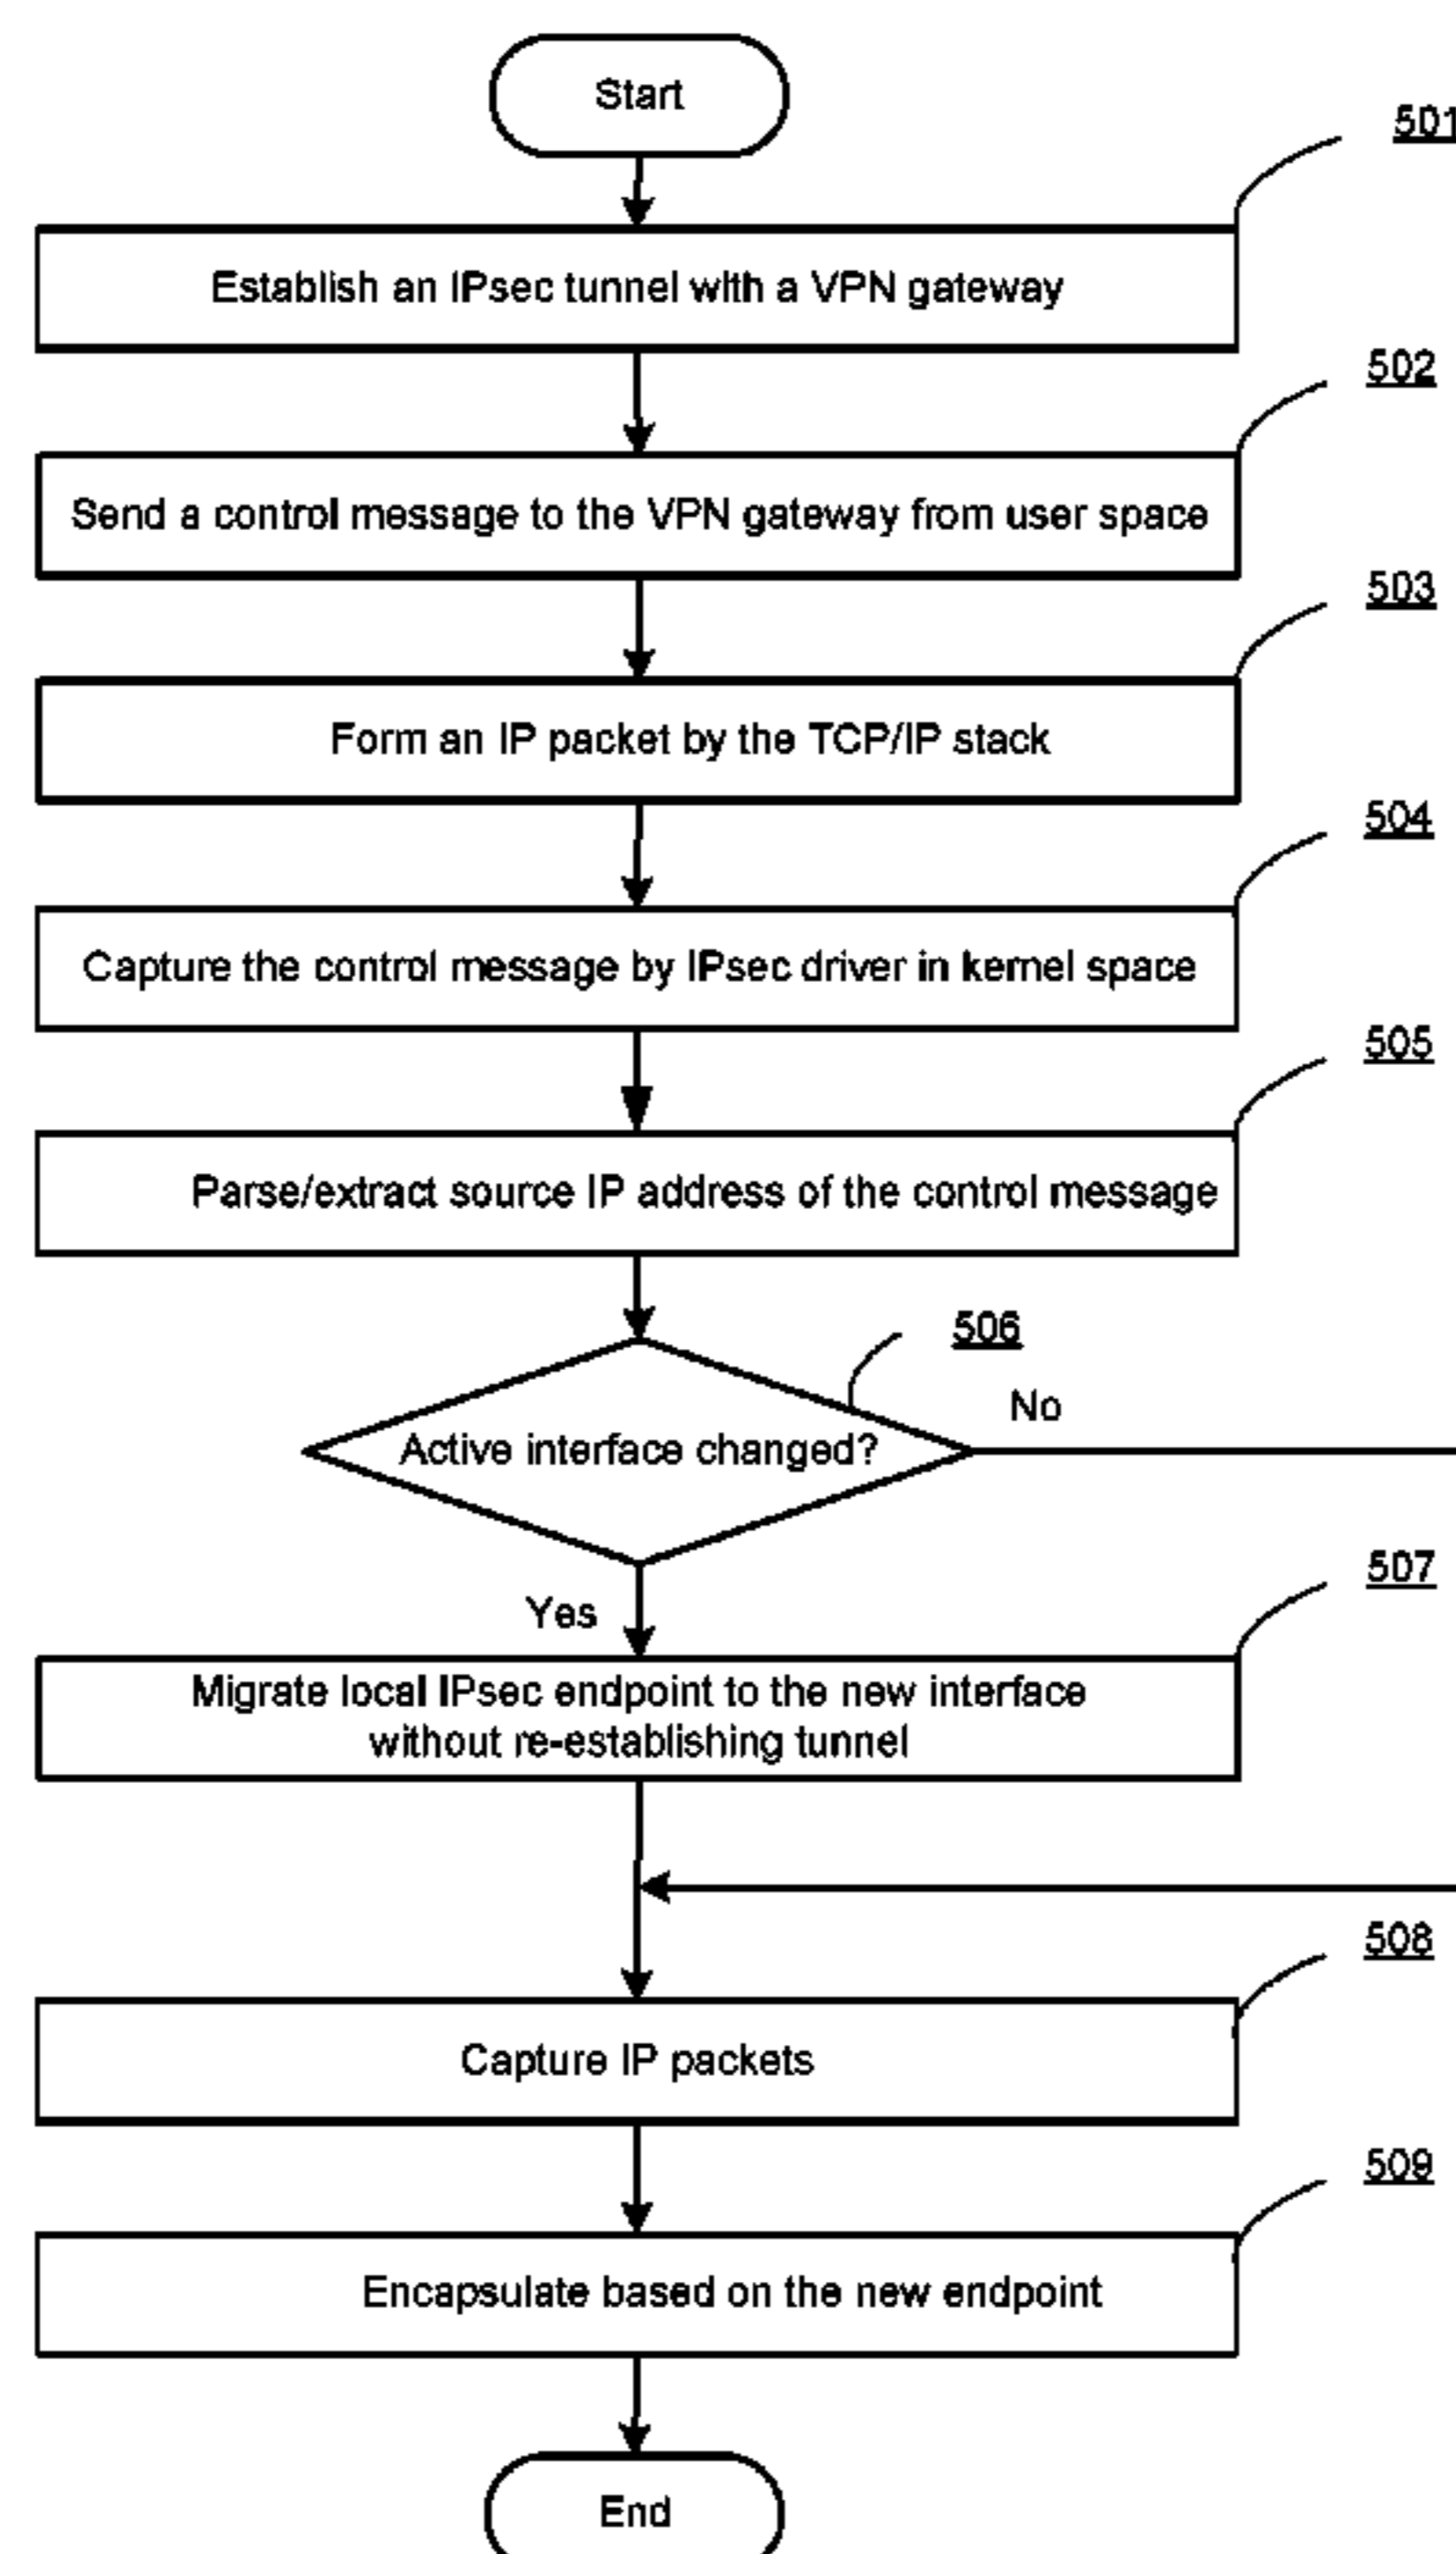 Start
501
Establish an IPsec tunnel with a VPN gateway
502
Send a control message to the VPN gateway from user space
503
Form an IP packet by the TCP/IP stack
504
Capture the control message by IPsec driver in kernel space
505
Parse/extract source IP address of the control message
506
No
Active interface changed?
Yes
507
Migrate local IPsec endpoint to the new interface
without re-establishing tunnel
508
Capture IP packets
509
Encapsulate based on the new endpoint
End